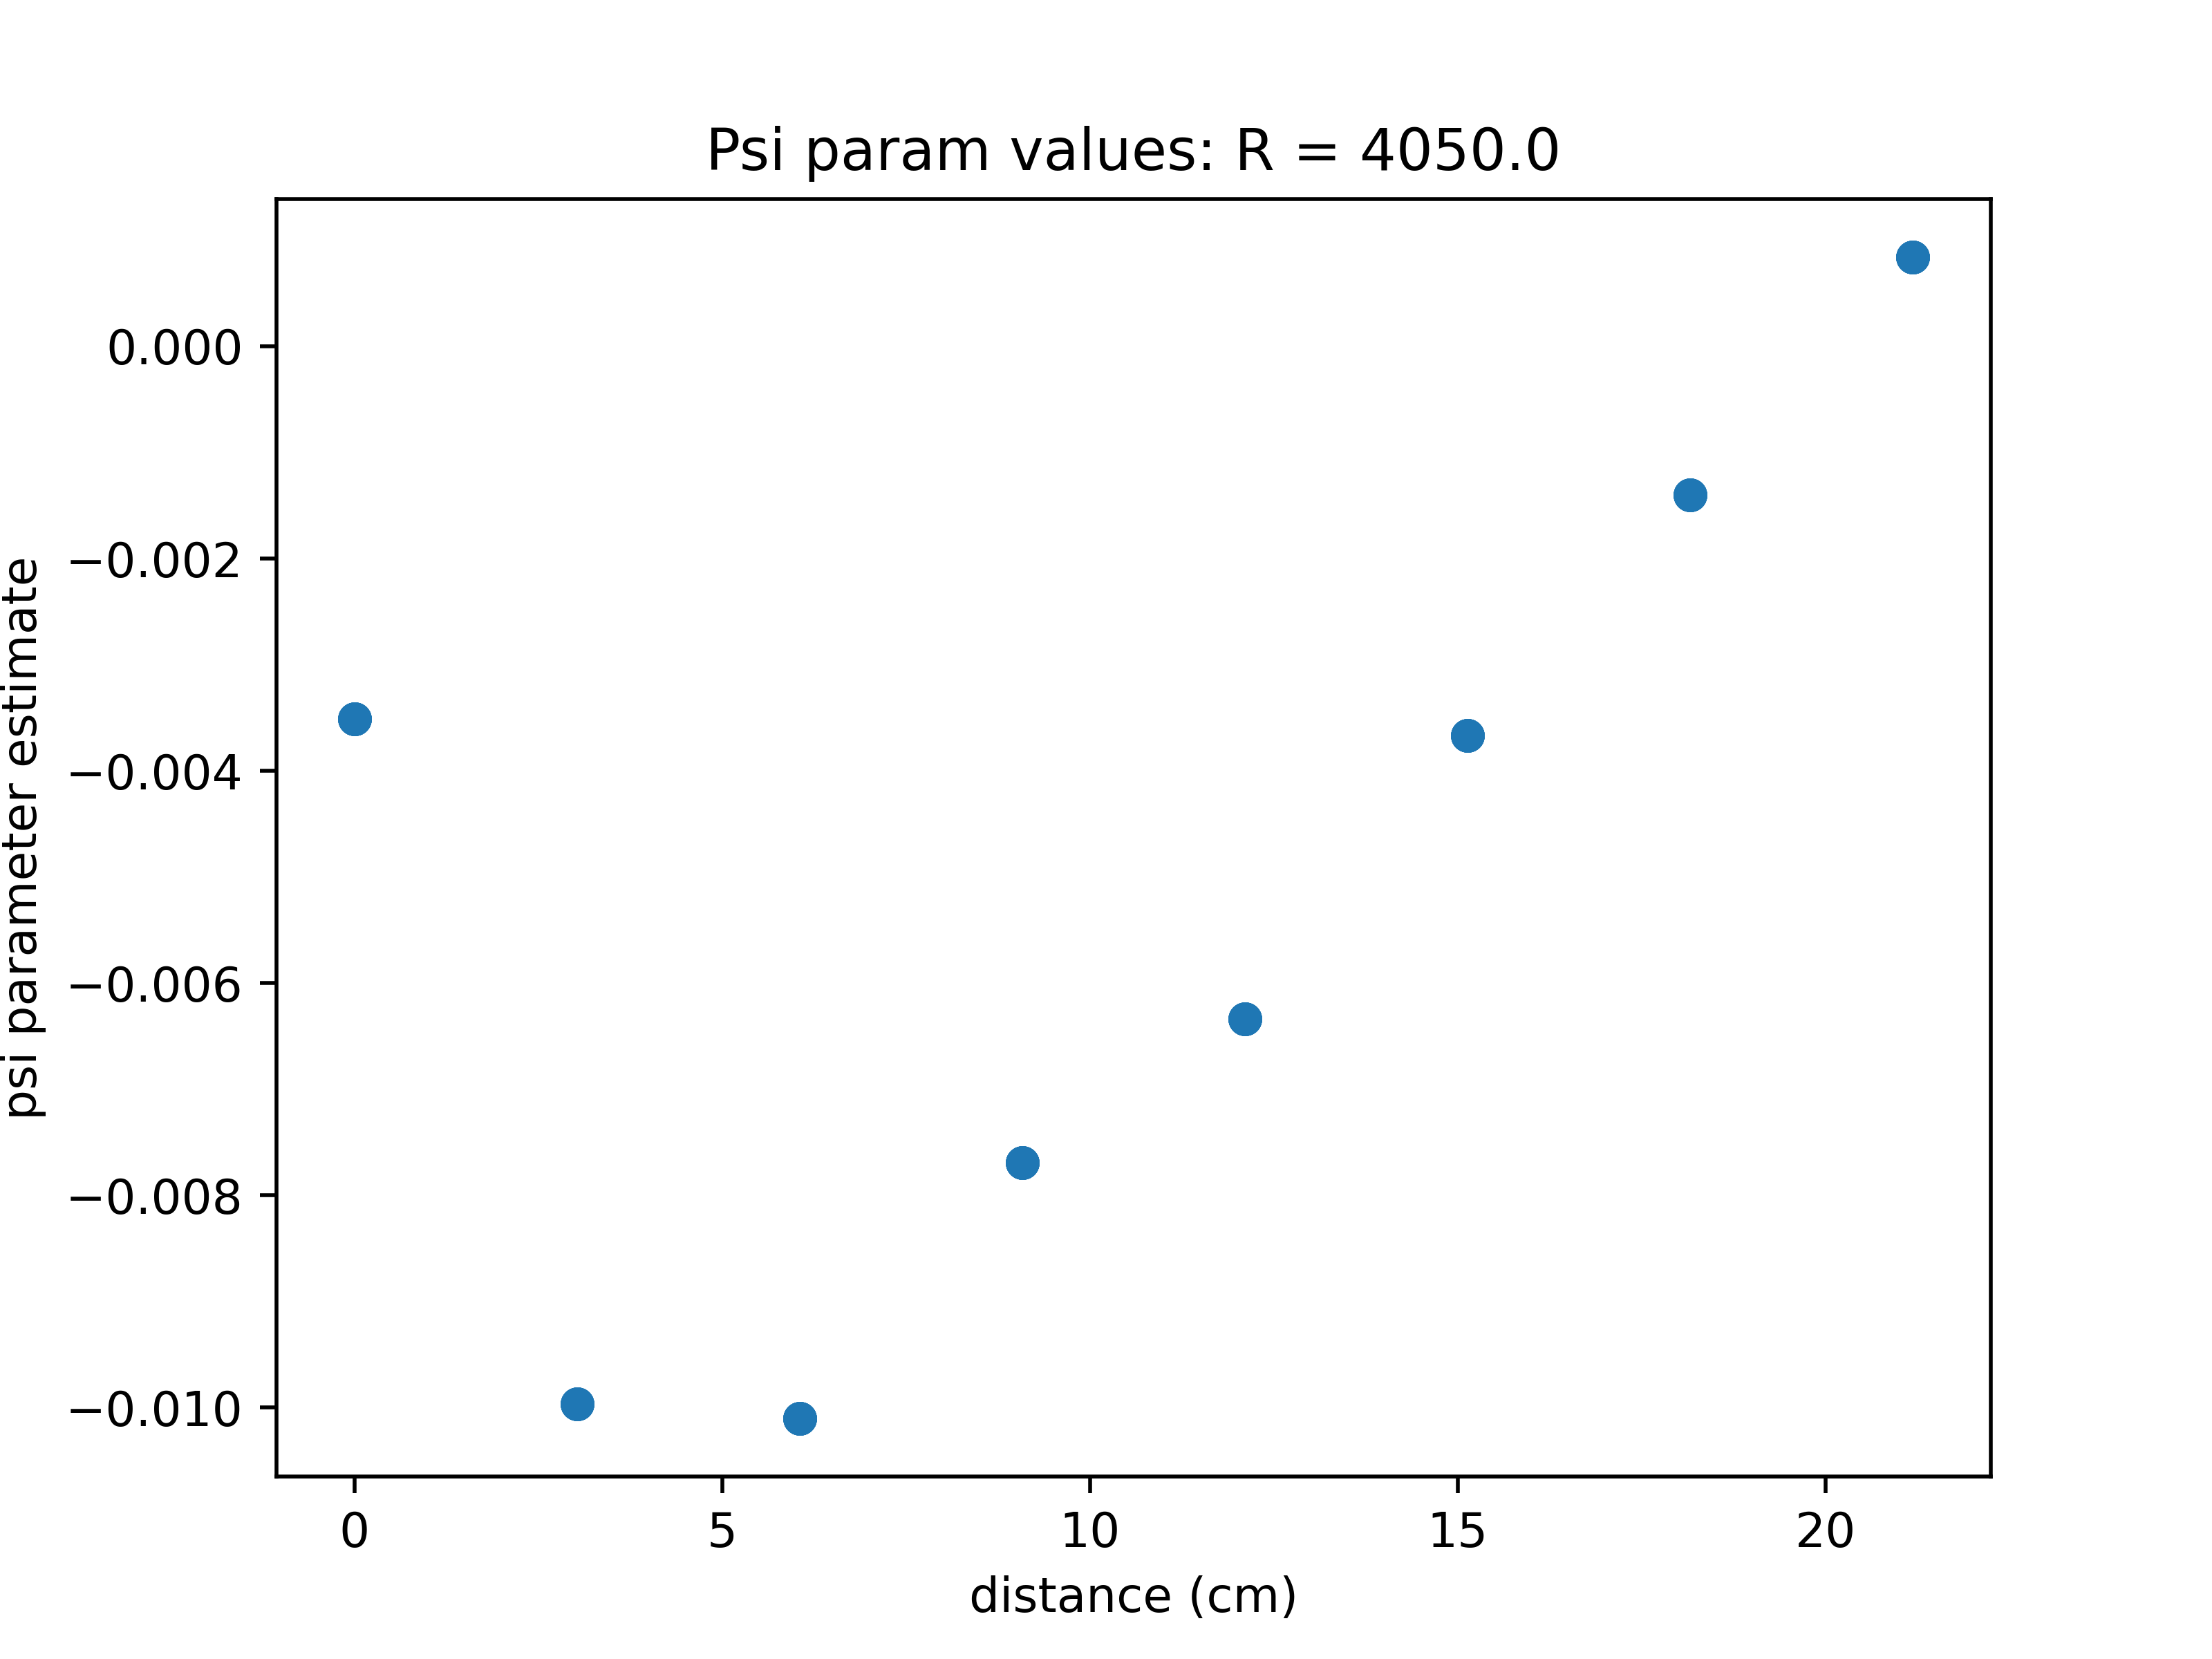 Psi param values: R = 4050.0
psi parameter estimate
0.000
−0.002
−0.004
−0.006
−0.008
−0.010
0 5 10 15 20
distance (cm)